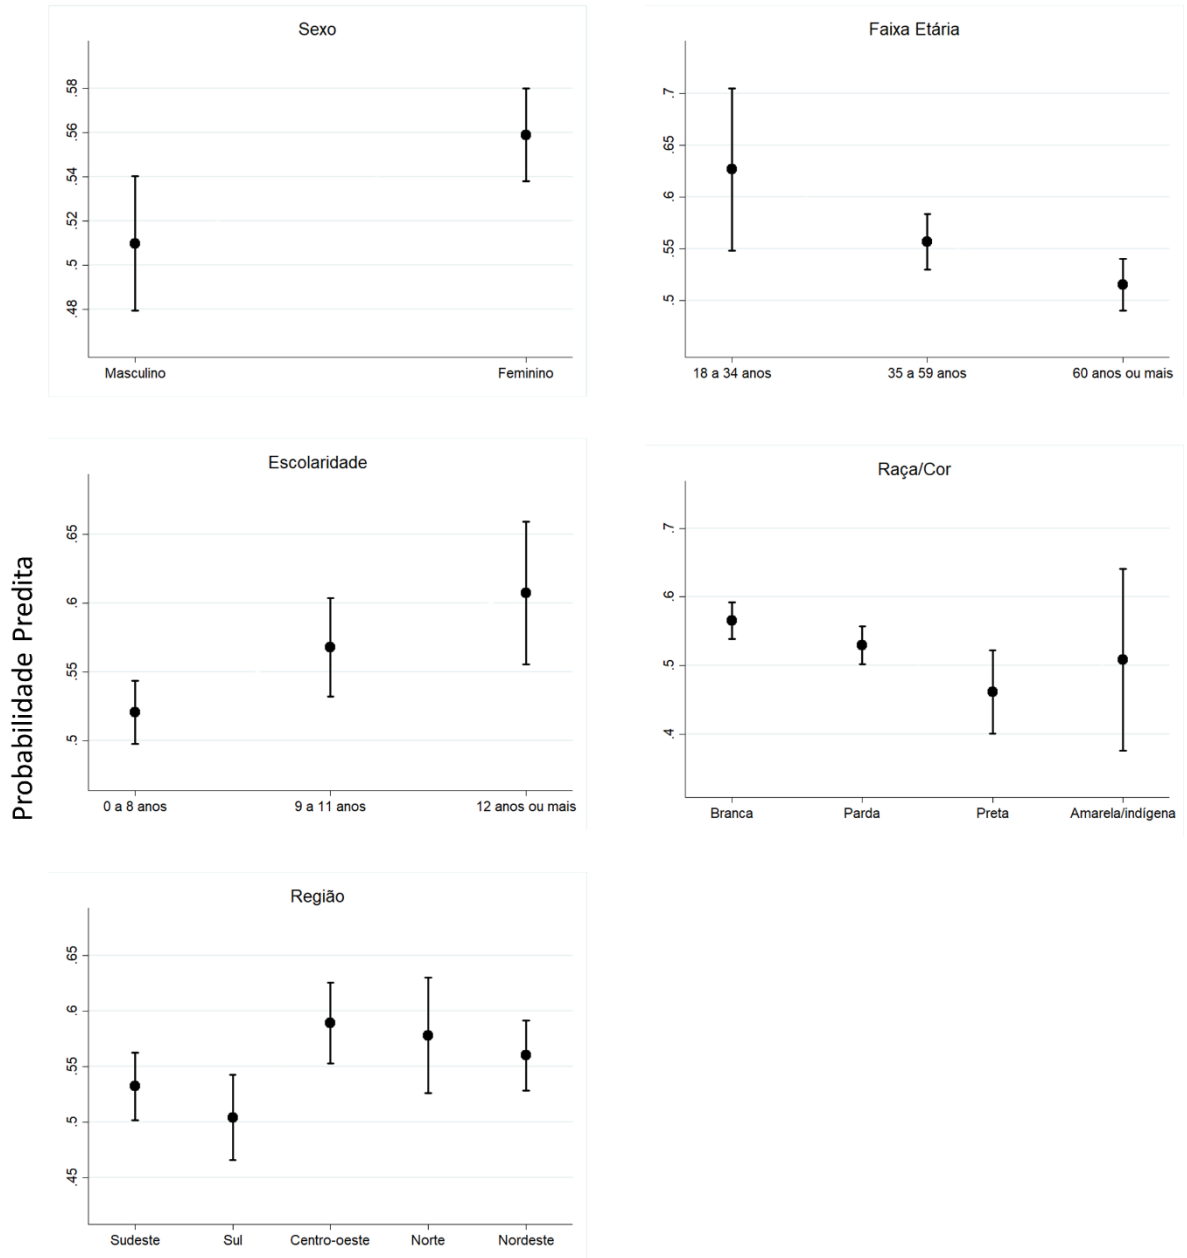 Sexo
.58
.56
.54
.52
.5
.48
Masculino Feminino
Faixa Etária
.7
.65
.6
.55
.5
18 a 34 anos 35 a 59 anos 60 anos ou mais
Probabilidade Predita
Escolaridade
.65
.6
.55
.5
0 a 8 anos 9 a 11 anos 12 anos ou mais
Raça/Cor
.7
.6
.5
.4
Branca Parda Preta Amarela/indígena
Região
.65
.6
.55
.5
.45
Sudeste Sul Centro-oeste Norte Nordeste